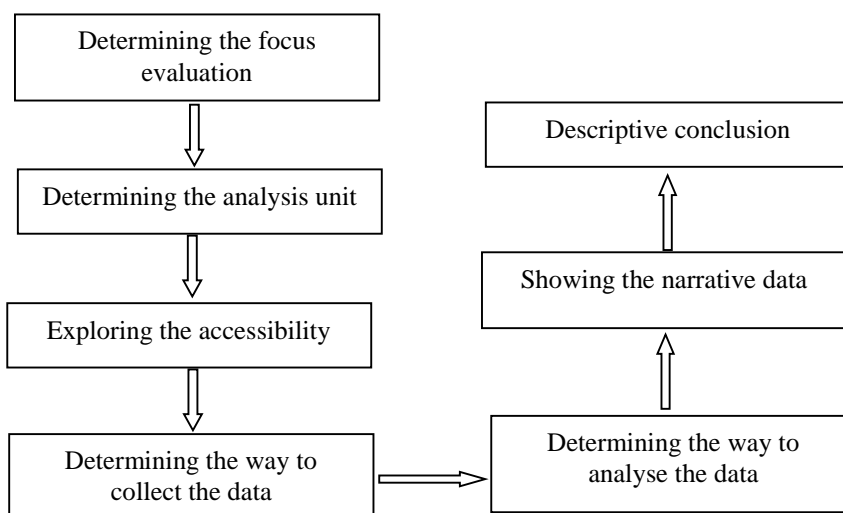 Determining the focus
evaluation
Determining the analysis unit
Exploring the accessibility
Determining the way to
collect the data
Determining the way to
analyse the data
Showing the narrative data
Descriptive conclusion